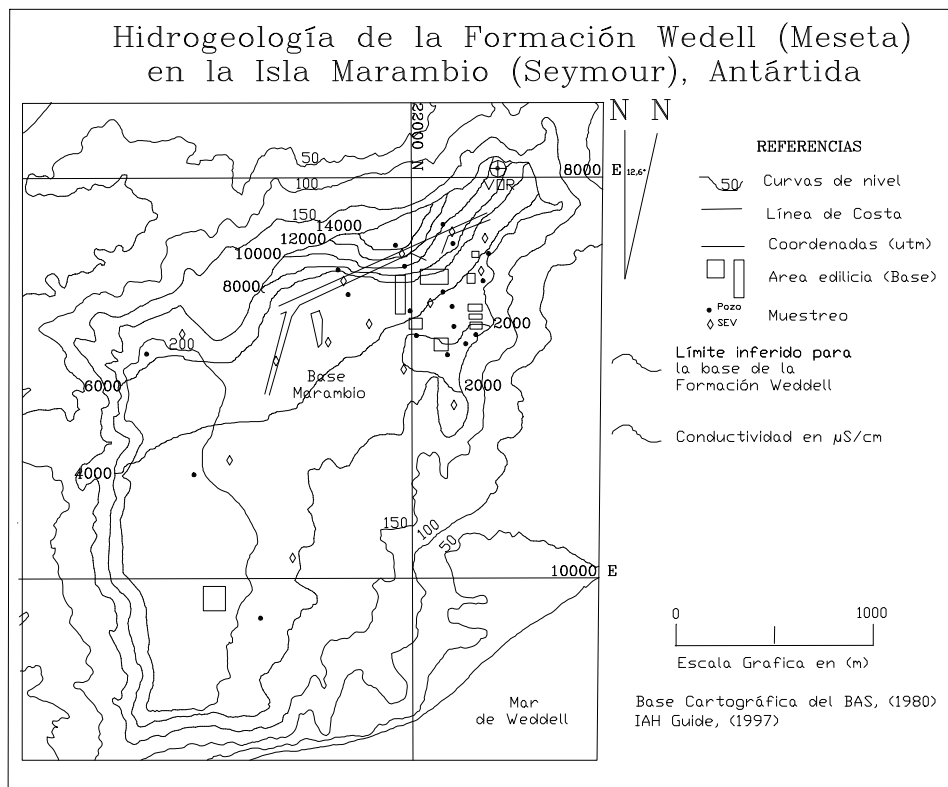 Hidrogeología de la Formación Wedell (Meseta)
en la Isla Marambio (Seymour), Antártida
22000 N
N N
50
100
8000 E
12,6°
VOR
150
14000
12000
10000
8000
2000
200
Base
Marambio
6000
2000
4000
150
100
50
10000 E
Mar
de Weddell
REFERENCIAS
50
Curvas de nivel
Línea de Costa
Coordenadas (utm)
Area edilicia (Base)
Pozo
SEV
Muestreo
Límite inferido para
la base de la
Formación Weddell
Conductividad en µS/cm
0 1000
Escala Grafica en (m)
Base Cartográfica del BAS, (1980)
IAH Guide, (1997)